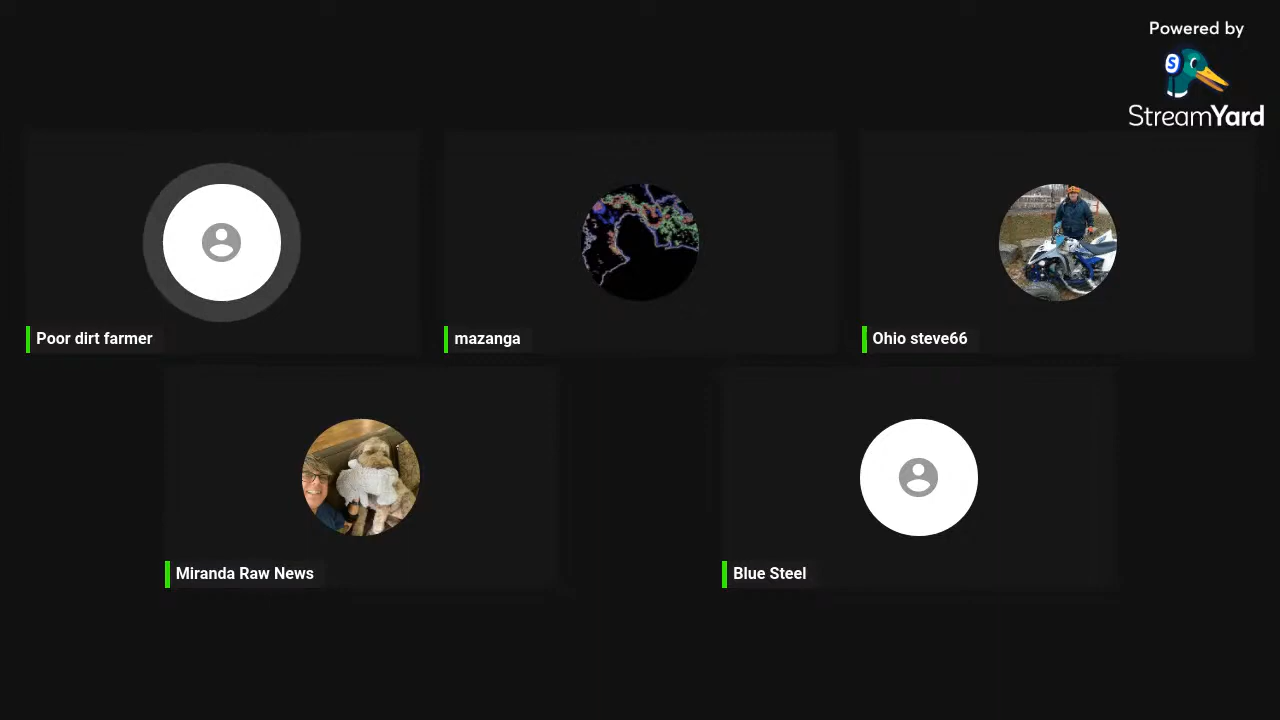 Powered by
S
StreamYard
Poor dirt farmer
mazanga
Ohio steve66
Miranda Raw News
Blue Steel